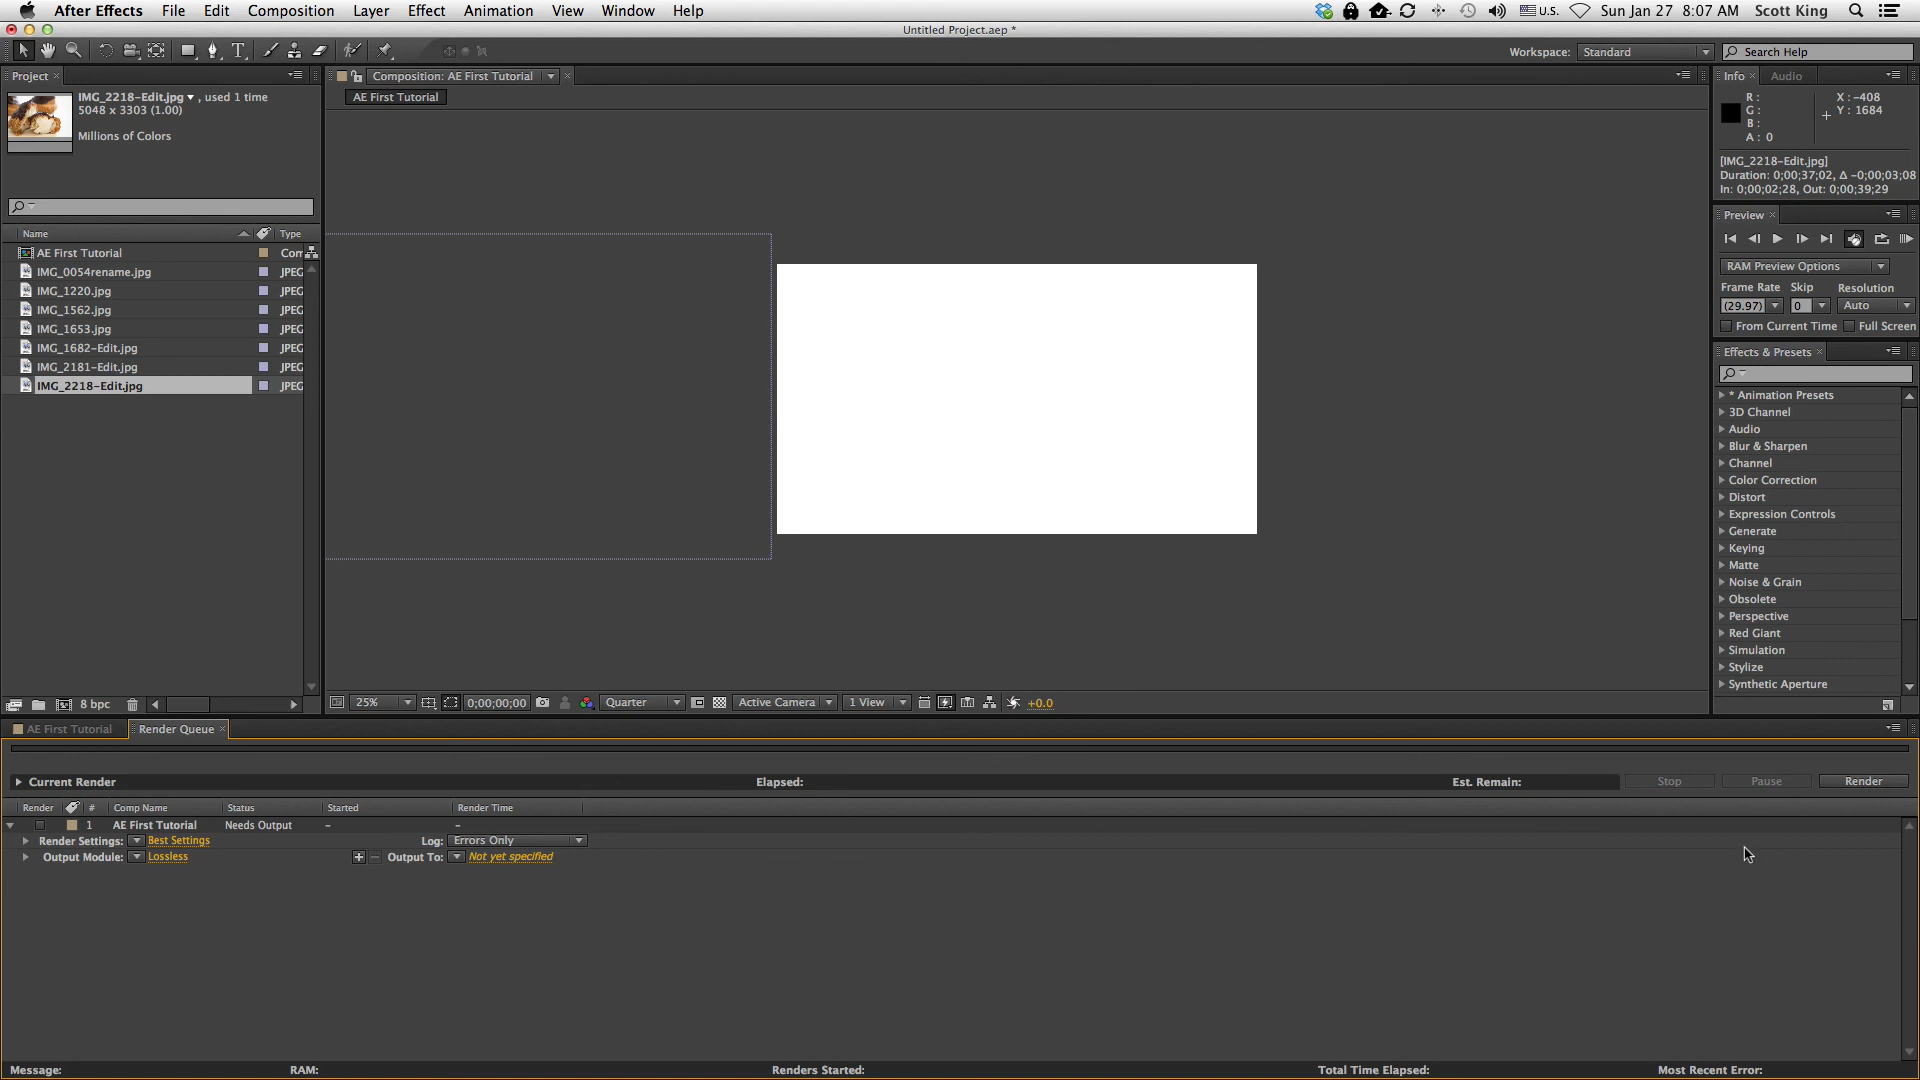 After Effects File Edit Composition Layer Effect Animation View Window Help U.S. Sun Jan 27 8:07 AM Scott King
Untitled Project.aep *
Workspace: Standard Search Help
Project
IMG_2218-Edit.jpg , used 1 time
5048 x 3303 (1.00)
Millions of Colors
Name Type
AE First Tutorial Com
IMG_0054rename.jpg JPEG
IMG_1220.jpg JPEG
IMG_1562.jpg JPEG
IMG_1653.jpg JPEG
IMG_1682-Edit.jpg JPEG
IMG_2181-Edit.jpg JPEG
IMG_2218-Edit.jpg JPEG
8 bpc
Composition: AE First Tutorial
AE First Tutorial
25% 0;00;00;00 Quarter Active Camera 1 View +0.0
Info Audio
R : X : -408
G : Y : 1684
B :
A : 0
[IMG_2218-Edit.jpg]
Duration: 0;00;37;02, Δ -0;00;03;08
In: 0;00;02;28, Out: 0;00;39;29
Preview
RAM Preview Options
Frame Rate Skip Resolution
(29.97) 0 Auto
From Current Time Full Screen
Effects & Presets
* Animation Presets
3D Channel
Audio
Blur & Sharpen
Channel
Color Correction
Distort
Expression Controls
Generate
Keying
Matte
Noise & Grain
Obsolete
Perspective
Red Giant
Simulation
Stylize
Synthetic Aperture
AE First Tutorial Render Queue
Current Render Elapsed: Est. Remain: Stop Pause Render
Render # Comp Name Status Started Render Time
1 AE First Tutorial Needs Output - -
Render Settings: Best Settings Log: Errors Only
Output Module: Lossless Output To: Not yet specified
Message: RAM: Renders Started: Total Time Elapsed: Most Recent Error: